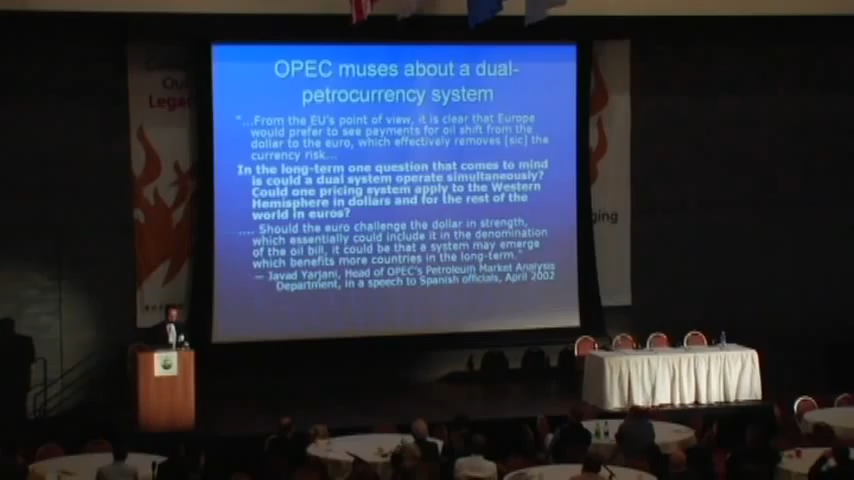 OPEC muses about a dual-
petrocurrency system
"...From the EU's point of view, it is clear that Europe
would prefer to see payments for oil shift from the
dollar to the euro, which effectively removes [sic] the
currency risk...
In the long-term one question that comes to mind
is could a dual system operate simultaneously?
Could one pricing system apply to the Western
Hemisphere in dollars and for the rest of the
world in euros?
.... Should the euro challenge the dollar in strength,
which essentially could include it in the denomination
of the oil bill, it could be that a system may emerge
which benefits more countries in the long-term."
— Javad Yarjani, Head of OPEC's Petroleum Market Analysis
Department, in a speech to Spanish officials, April 2002
Ou
Lega
ging